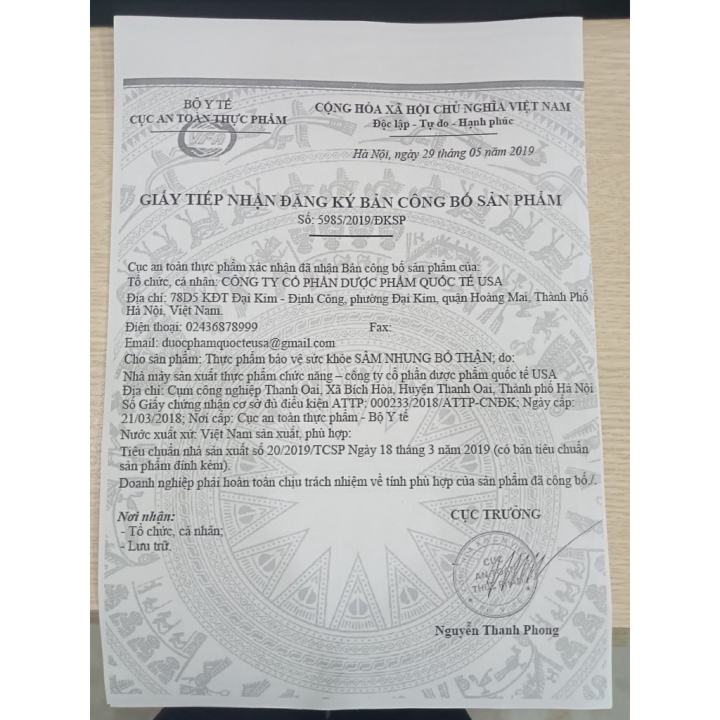 BỘ Y TẾ
CỤC AN TOÀN THỰC PHẨM
VFA
CỘNG HÒA XÃ HỘI CHỦ NGHĨA VIỆT NAM
Độc lập - Tự do - Hạnh phúc
Hà Nội, ngày 29 tháng 05 năm 2019
GIẤY TIẾP NHẬN ĐĂNG KÝ BẢN CÔNG BỐ SẢN PHẨM
Số: 5985/2019/ĐKSP
Cục an toàn thực phẩm xác nhận đã nhận Bản công bố sản phẩm của:
Tổ chức, cá nhân: CÔNG TY CỔ PHẦN DƯỢC PHẨM QUỐC TẾ USA
Địa chỉ: 78D5 KĐT Đại Kim - Định Công, phường Đại Kim, quận Hoàng Mai, Thành Phố
Hà Nội, Việt Nam.
Điện thoại: 02436878999 Fax:
Email: duocphamquocteusa@gmail.com
Cho sản phẩm: Thực phẩm bảo vệ sức khỏe SÂM NHUNG BỔ THẬN; do:
Nhà máy sản xuất thực phẩm chức năng – công ty cổ phần dược phẩm quốc tế USA
Địa chỉ: Cụm công nghiệp Thanh Oai, Xã Bích Hòa, Huyện Thanh Oai, Thành phố Hà Nội
Số Giấy chứng nhận cơ sở đủ điều kiện ATTP: 000233/2018/ATTP-CNĐK; Ngày cấp:
21/03/2018; Nơi cấp: Cục an toàn thực phẩm - Bộ Y tế
Nước xuất xứ: Việt Nam sản xuất, phù hợp:
Tiêu chuẩn nhà sản xuất số 20/2019/TCSP Ngày 18 tháng 3 năm 2019 (có bản tiêu chuẩn
sản phẩm đính kèm).
Doanh nghiệp phải hoàn toàn chịu trách nhiệm về tính phù hợp của sản phẩm đã công bố./.
Nơi nhận:
- Tổ chức, cá nhân;
- Lưu trữ.
CỤC TRƯỞNG
CỤC
AN TOÀN
THỰC PHẨM
Nguyễn Thanh Phong